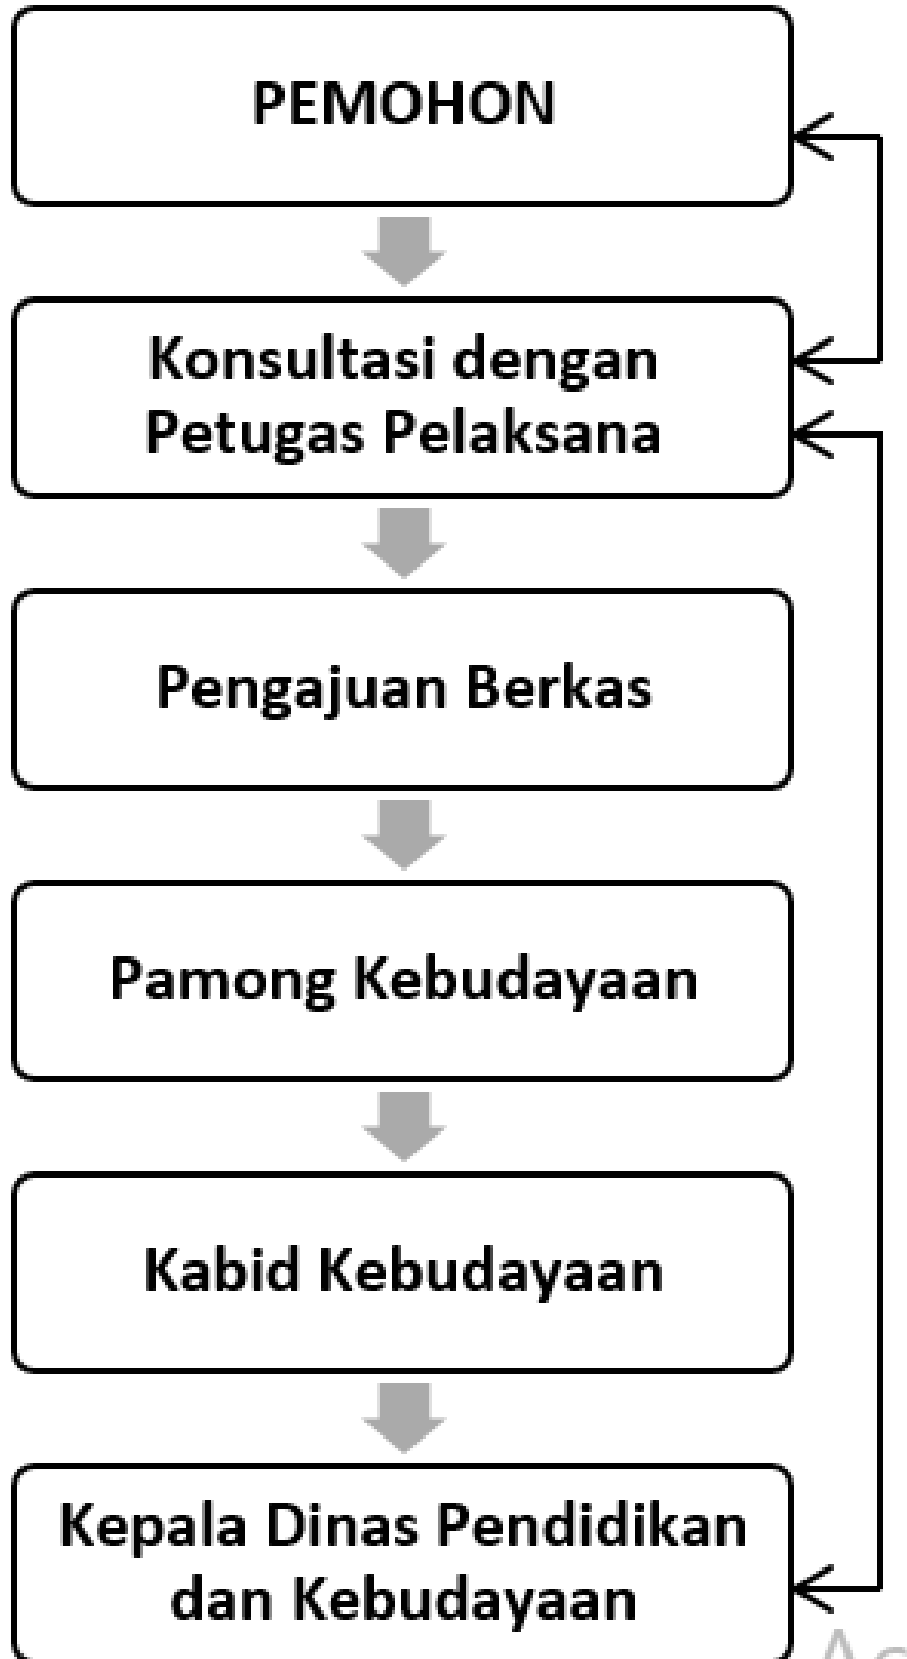 PEMOHON
Konsultasi dengan
Petugas Pelaksana
Pengajuan Berkas
Pamong Kebudayaan
Kabid Kebudayaan
Kepala Dinas Pendidikan
dan Kebudayaan